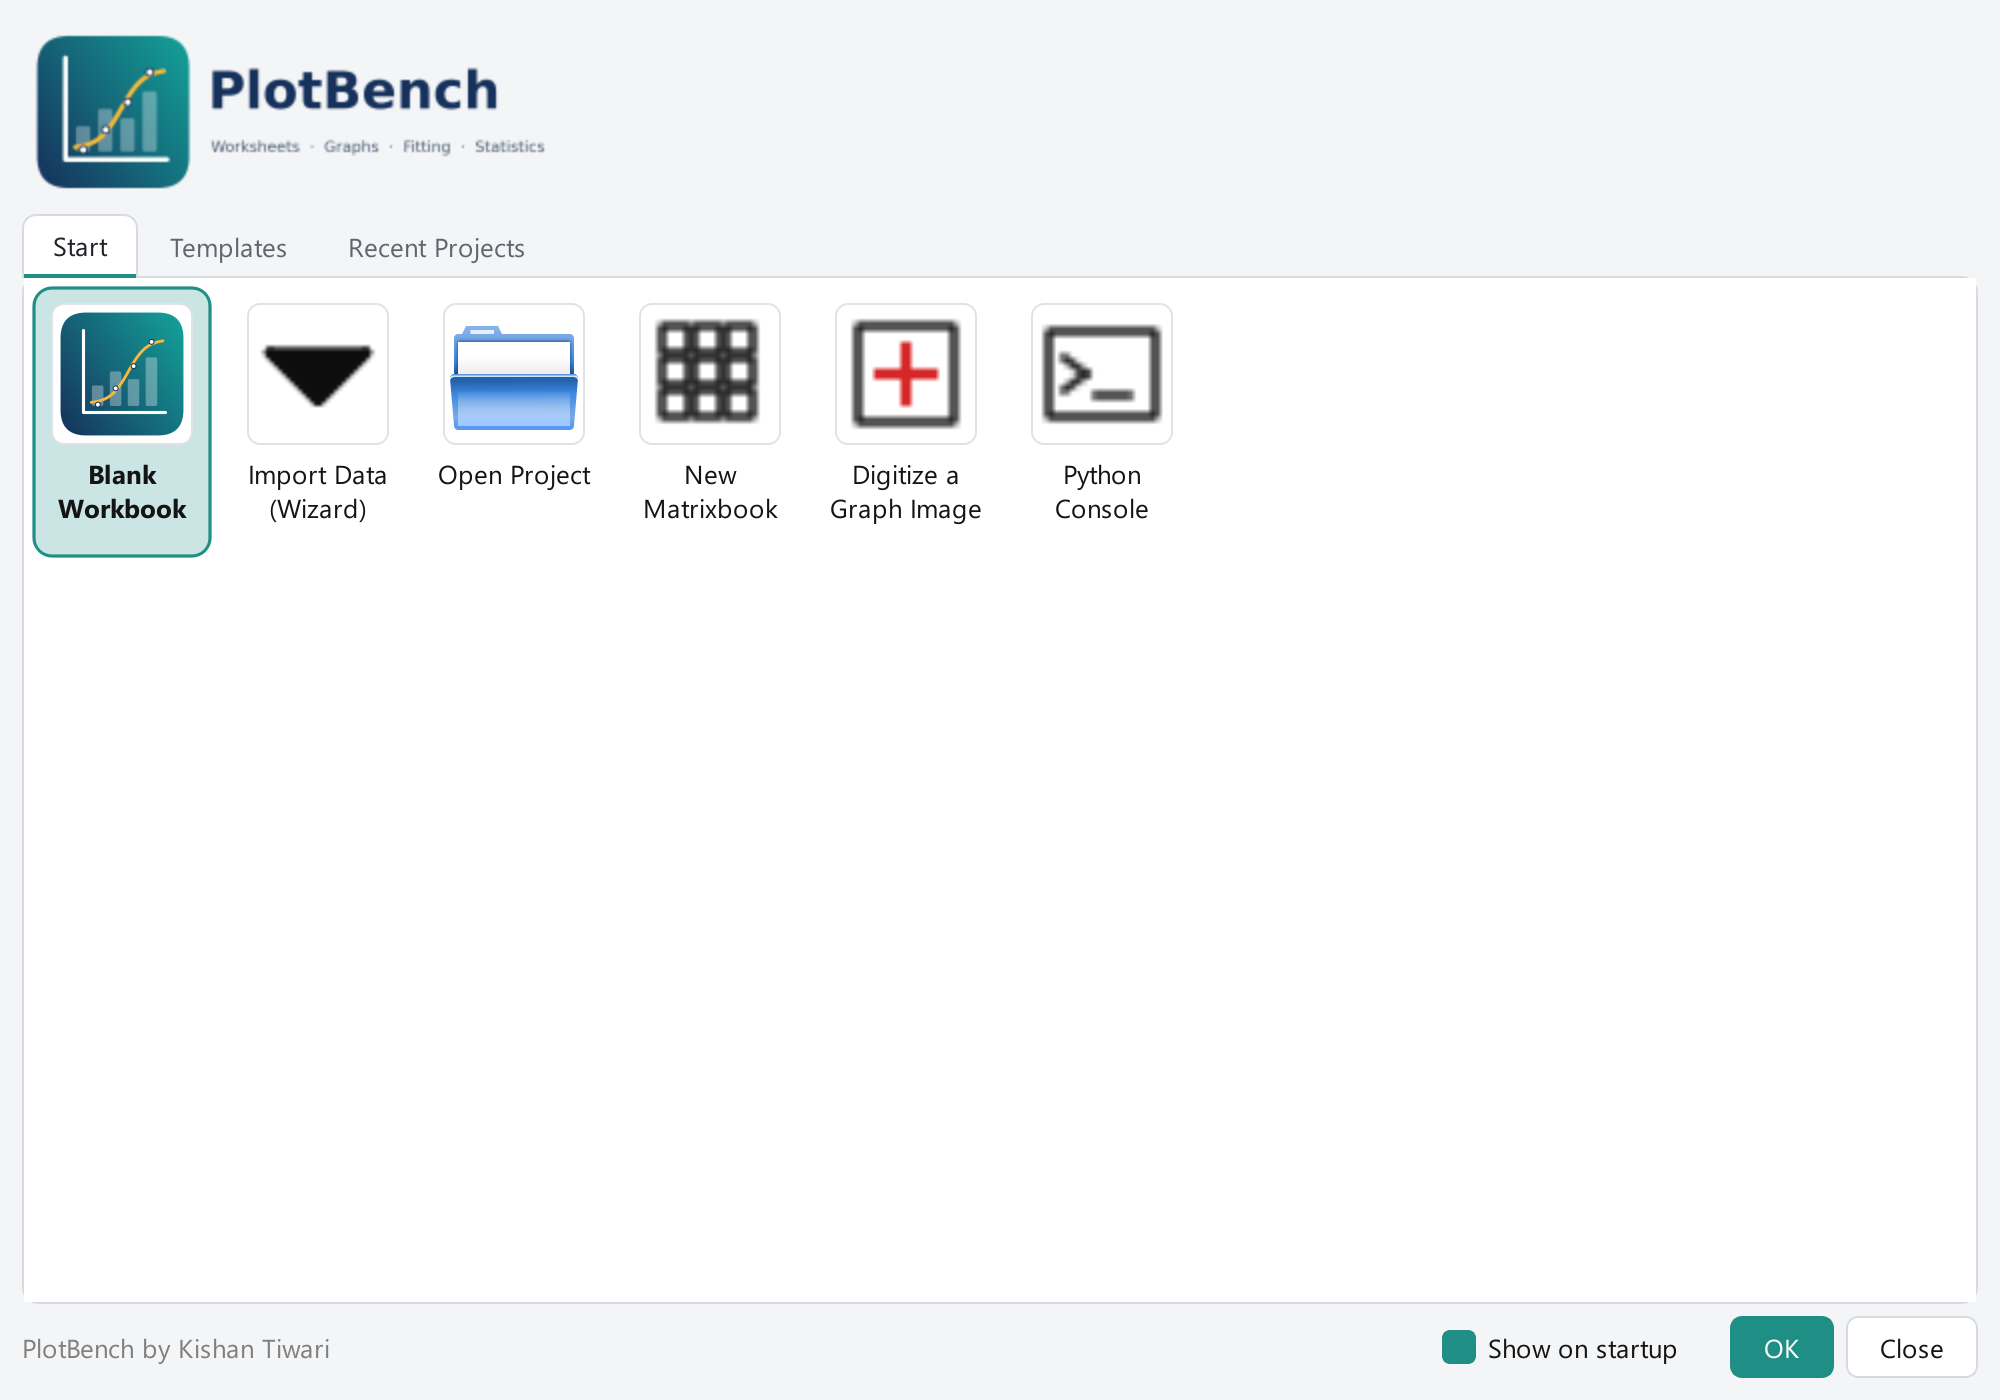 PlotBench
Worksheets · Graphs · Fitting · Statistics
Start
Templates
Recent Projects
Blank
Workbook
Import Data
(Wizard)
Open Project
New
Matrixbook
Digitize a
Graph Image
Python
Console
PlotBench by Kishan Tiwari
Show on startup
OK
Close